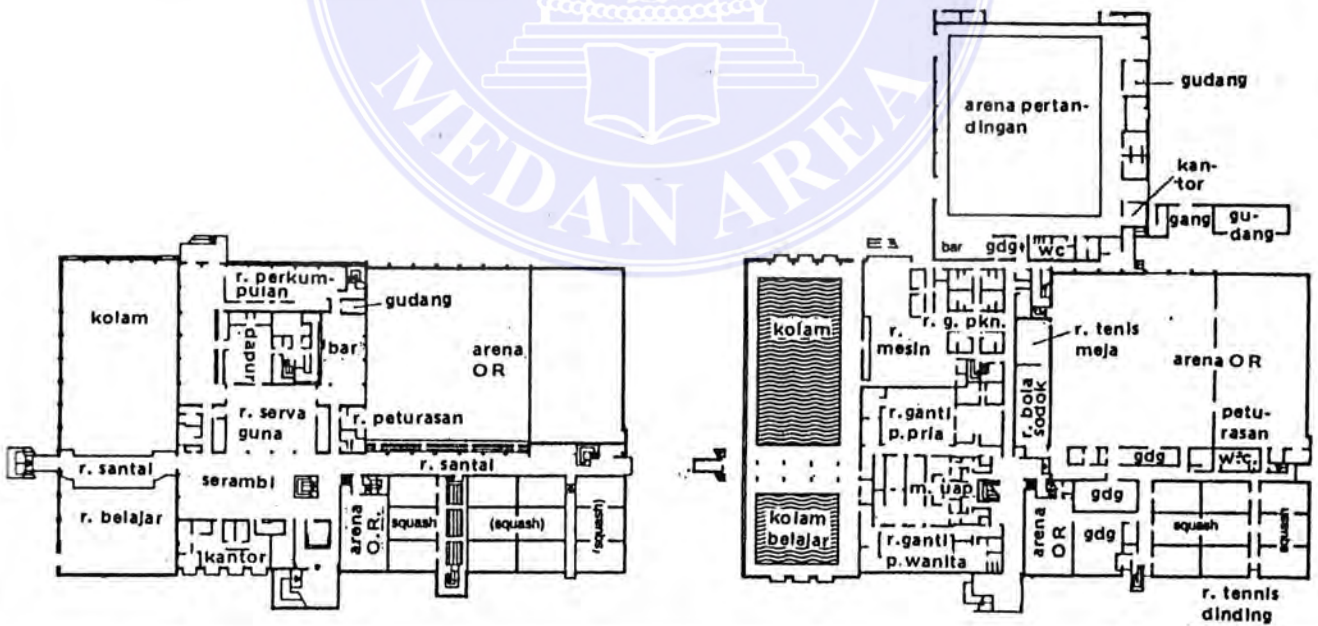 MEDAN AREA
kolam
r. perkum-
pulan
gudang
dapur
bar
arena
OR
r. serva
guna
r. peturasan
r. santai
serambi
r. santai
r. belajar
kantor
arena
O.R.
squash
(squash)
(squash)
arena pertan-
dingan
gudang
kan-
tor
gang
gu-
dang
bar
gdg
wc
kolam
r.
mesin
r. g. pkn.
r. tenis
meja
arena OR
r. bola
sodok
r.ganti
p.pria
petu-
rasan
gdg
w.c.
m. uap
kolam
belajar
r.ganti
p.wanita
arena
OR
gdg
gdg
squash
squash
r. tennis
dinding